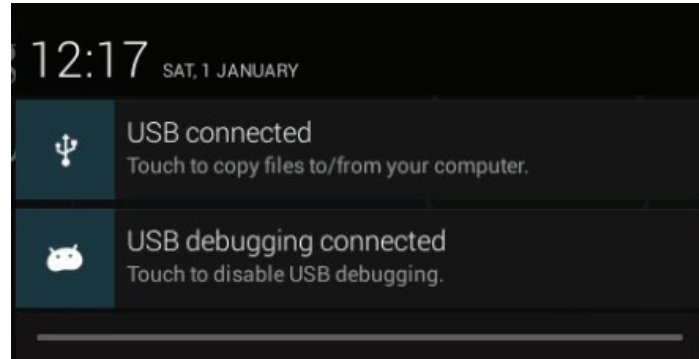 12:17 SAT, 1 JANUARY
USB connected
Touch to copy files to/from your computer.
USB debugging connected
Touch to disable USB debugging.